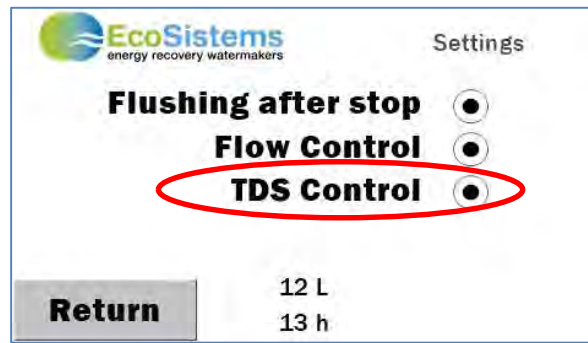 EcoSistems
energy recovery watermakers
Settings
Flushing after stop
Flow Control
TDS Control
Return
12 L
13 h